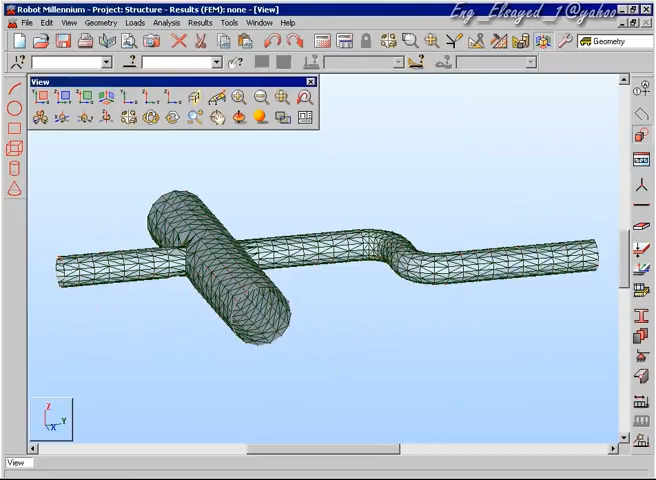 Eng_Elsayed_1@yahoo
Robot Millennium - Project: Structure - Results (FEM): none - [View]
File Edit View Geometry Loads Analysis Results Tools Window Help
Geometry
View
Z
Y
X
View